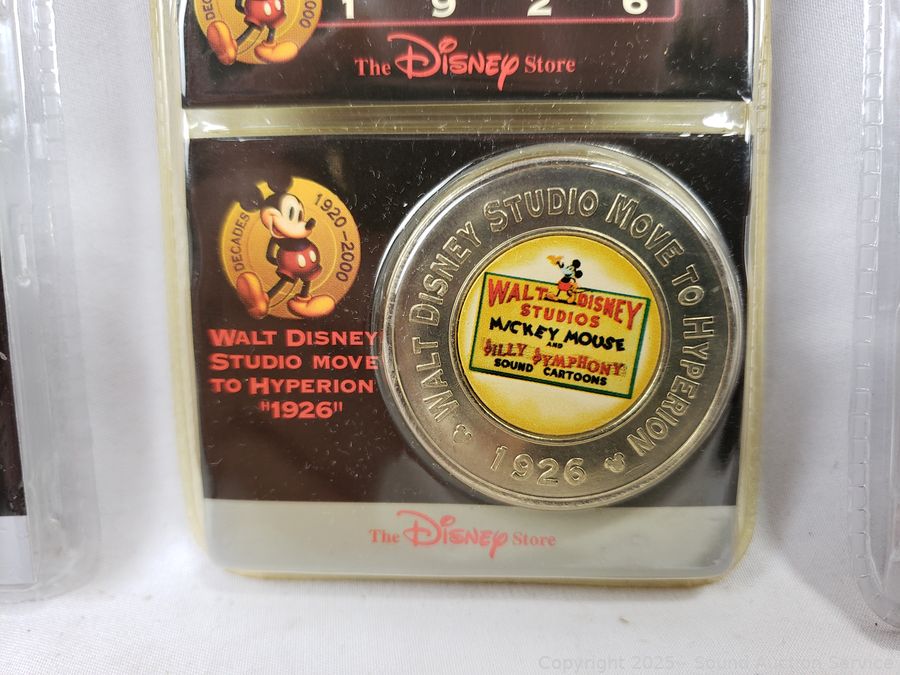 DECADES
2000
1 9 2 6
The Disney Store
DECADES 1920-2000
WALT DISNEY
STUDIO MOVE
TO HYPERION
"1926"
WALT DISNEY STUDIO MOVE TO HYPERION
1926
WALT DISNEY
STUDIOS
MICKEY MOUSE
AND
SILLY SYMPHONY
SOUND CARTOONS
The Disney Store
Copyright 2025 - Sound Auction Service